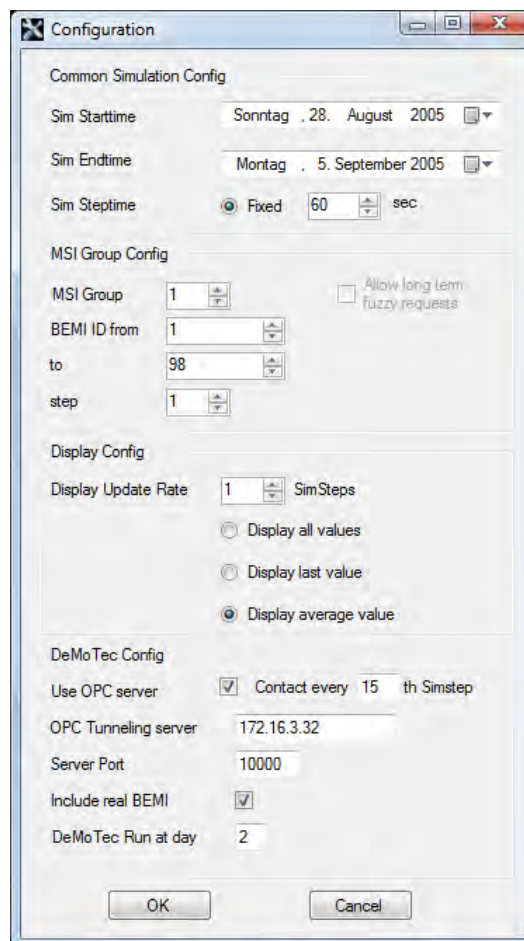 Configuration
Common Simulation Config
Sim Starttime Sonntag , 28. August 2005
Sim Endtime Montag , 5. September 2005
Sim Steptime Fixed 60 sec
MSI Group Config
MSI Group 1 Allow long term
fuzzy requests
BEMI ID from 1
to 98
step 1
Display Config
Display Update Rate 1 SimSteps
Display all values
Display last value
Display average value
DeMoTec Config
Use OPC server Contact every 15 th Simstep
OPC Tunneling server 172.16.3.32
Server Port 10000
Include real BEMI
DeMoTec Run at day 2
OK Cancel